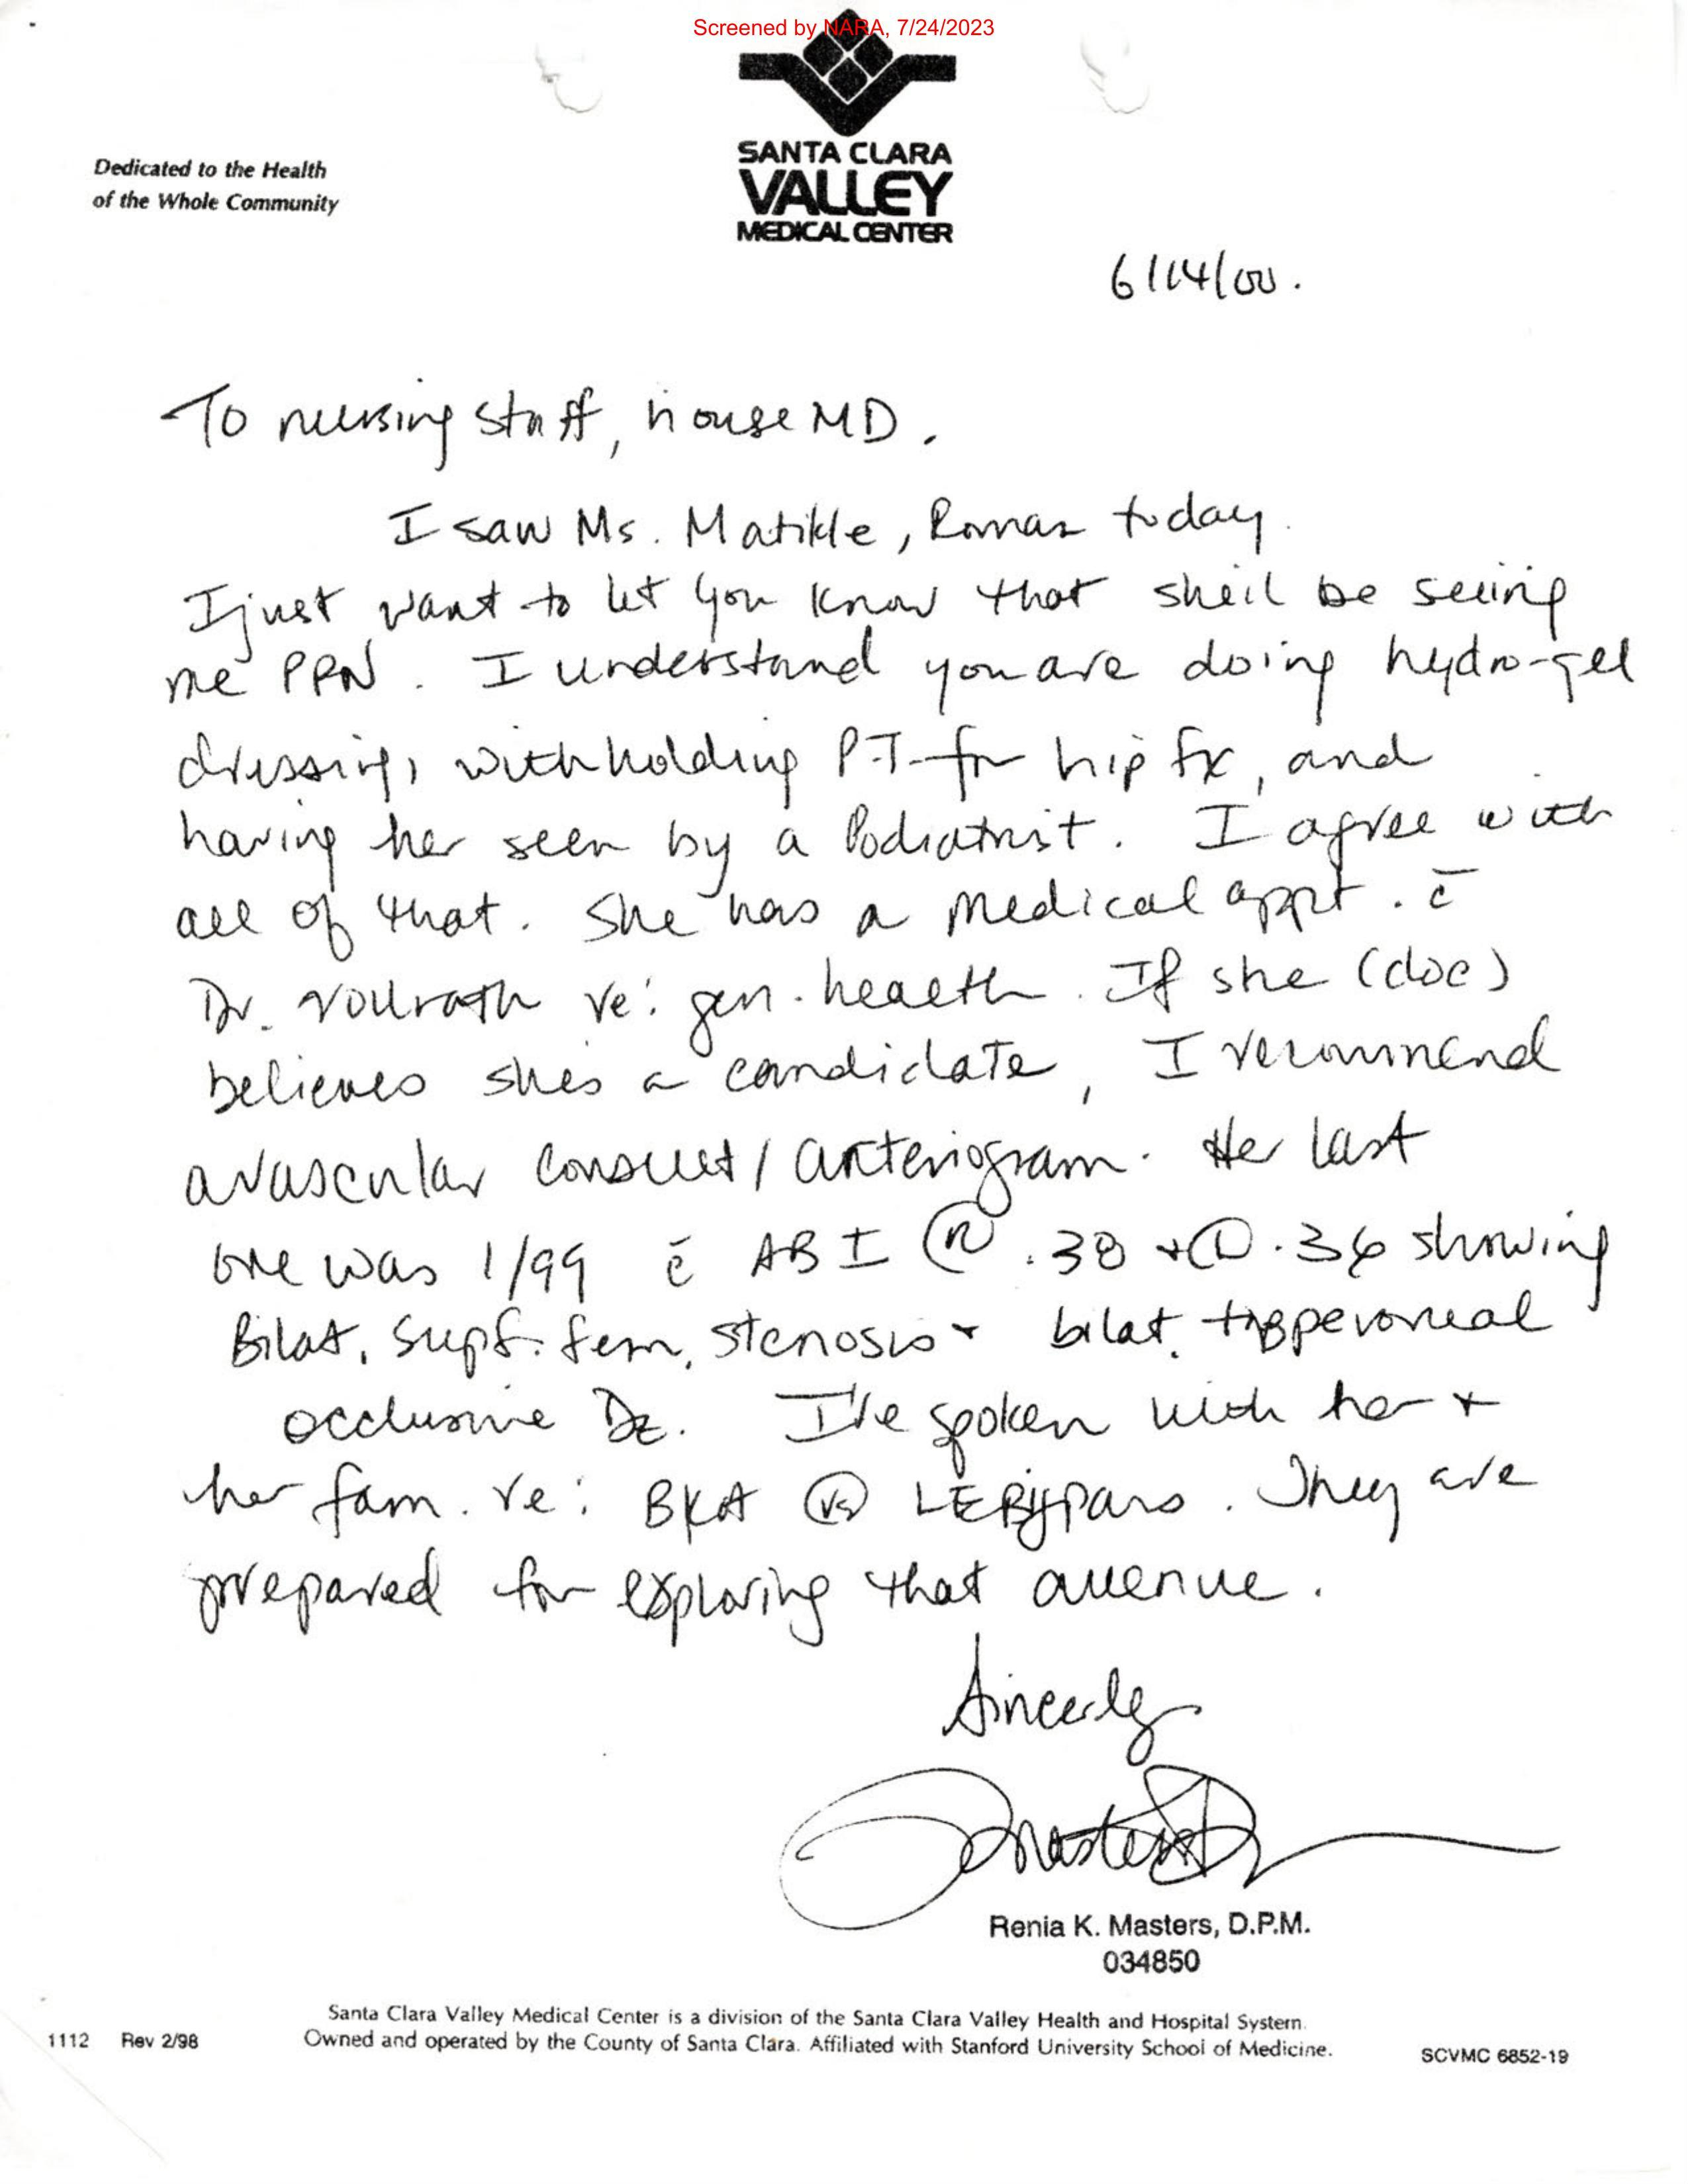 Screened by NARA, 7/24/2023
Dedicated to the Health
of the Whole Community
SANTA CLARA
VALLEY
MEDICAL CENTER
6/14/00.
To nursing staff, house MD.
I saw Ms. Matilde, Roman today.
I just want to let you know that she'll be seeing
me PRN. I understand you are doing hydro-gel
dressing, withholding P.T. for hip fx, and
having her seen by a Podiatrist. I agree with
all of that. She has a medical appt. c̄
Dr. Vollrath re: gen. health. If she (doc)
believes shes a candidate, I recommend
a vascular consult / arteriogram. Her last
one was 1/99 c̄ ABI Ⓡ .38 + Ⓛ .36 showing
Bilat. supf. fem. stenosis + bilat. tibperoneal
occlusive Dz. I've spoken with her +
her fam. re: BKA vs LE Bypass. They are
prepared for exploring that avenue.
Sincerely
Renia K. Masters, D.P.M.
034850
Santa Clara Valley Medical Center is a division of the Santa Clara Valley Health and Hospital System.
1112 Rev 2/98 Owned and operated by the County of Santa Clara. Affiliated with Stanford University School of Medicine. SCVMC 6852-19